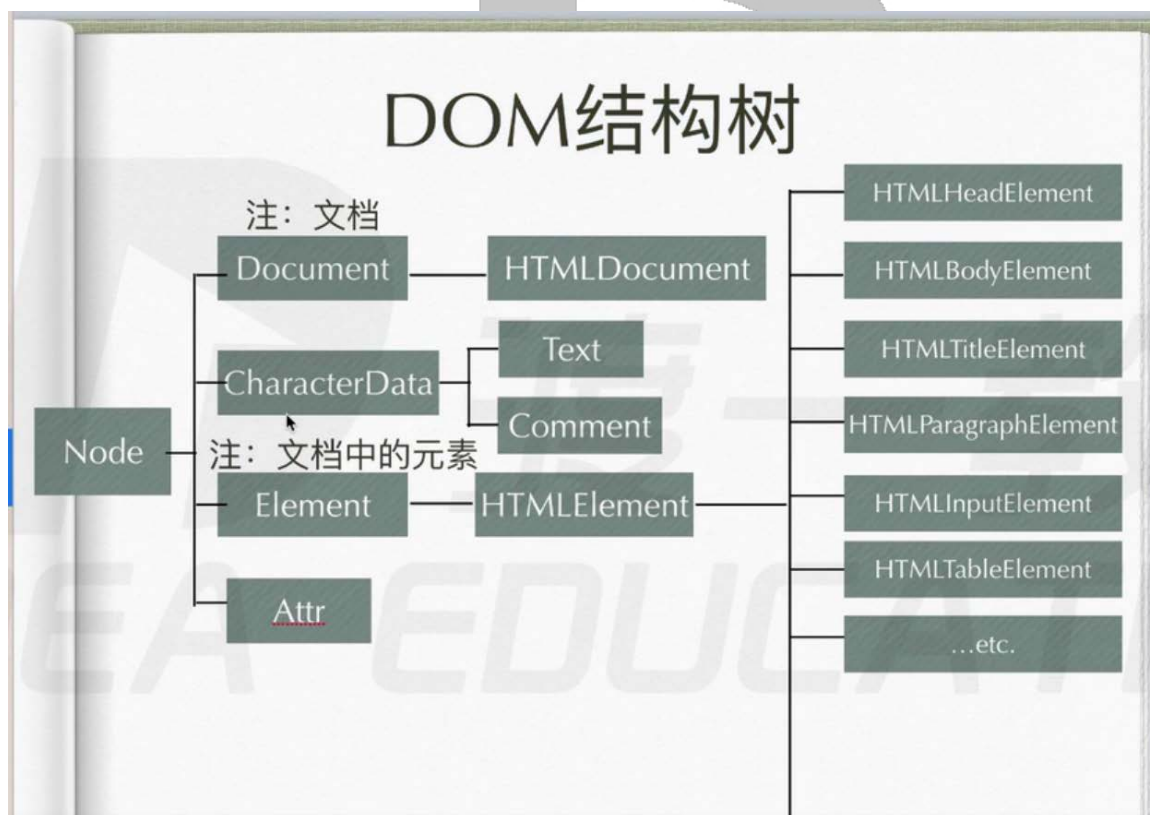 DOM结构树
注：文档
Document
HTMLDocument
CharacterData
Text
Comment
Node
注：文档中的元素
Element
HTMLElement
Attr
HTMLHeadElement
HTMLBodyElement
HTMLTitleElement
HTMLParagraphElement
HTMLInputElement
HTMLTableElement
...etc.
EDUCATI